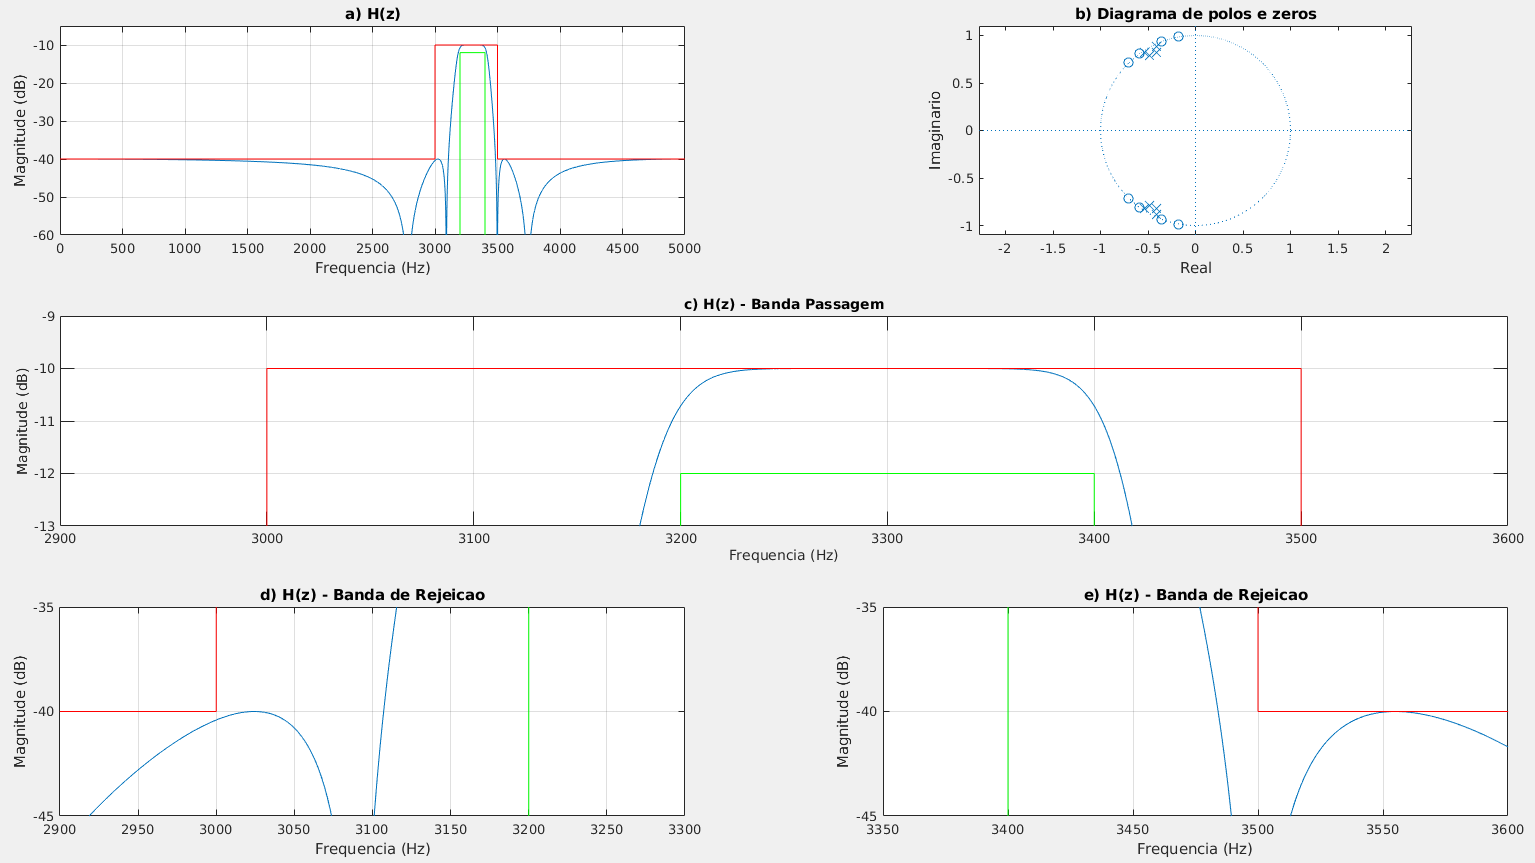 a) H(z)
-10
-20
-30
-40
-50
-60
Magnitude (dB)
0 500 1000 1500 2000 2500 3000 3500 4000 4500 5000
Frequencia (Hz)
b) Diagrama de polos e zeros
1
0.5
0
-0.5
-1
Imaginario
-2 -1.5 -1 -0.5 0 0.5 1 1.5 2
Real
c) H(z) - Banda Passagem
-9
-10
-11
-12
-13
Magnitude (dB)
2900 3000 3100 3200 3300 3400 3500 3600
Frequencia (Hz)
d) H(z) - Banda de Rejeicao
-35
-40
-45
Magnitude (dB)
2900 2950 3000 3050 3100 3150 3200 3250 3300
Frequencia (Hz)
e) H(z) - Banda de Rejeicao
-35
-40
-45
Magnitude (dB)
3350 3400 3450 3500 3550 3600
Frequencia (Hz)